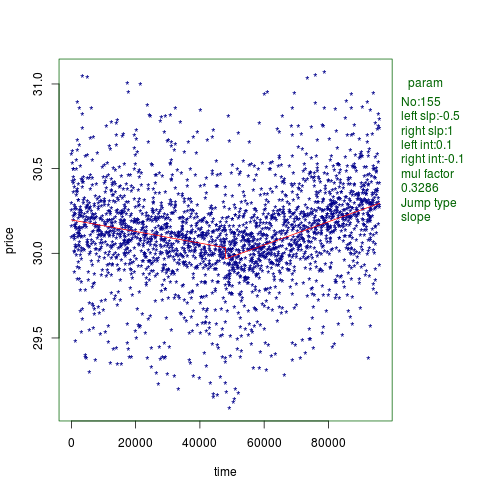 param
No:155
left slp:-0.5
right slp:1
left int:0.1
right int:-0.1
mul factor
0.3286
Jump type
slope
price
31.0
30.5
30.0
29.5
0 20000 40000 60000 80000
time